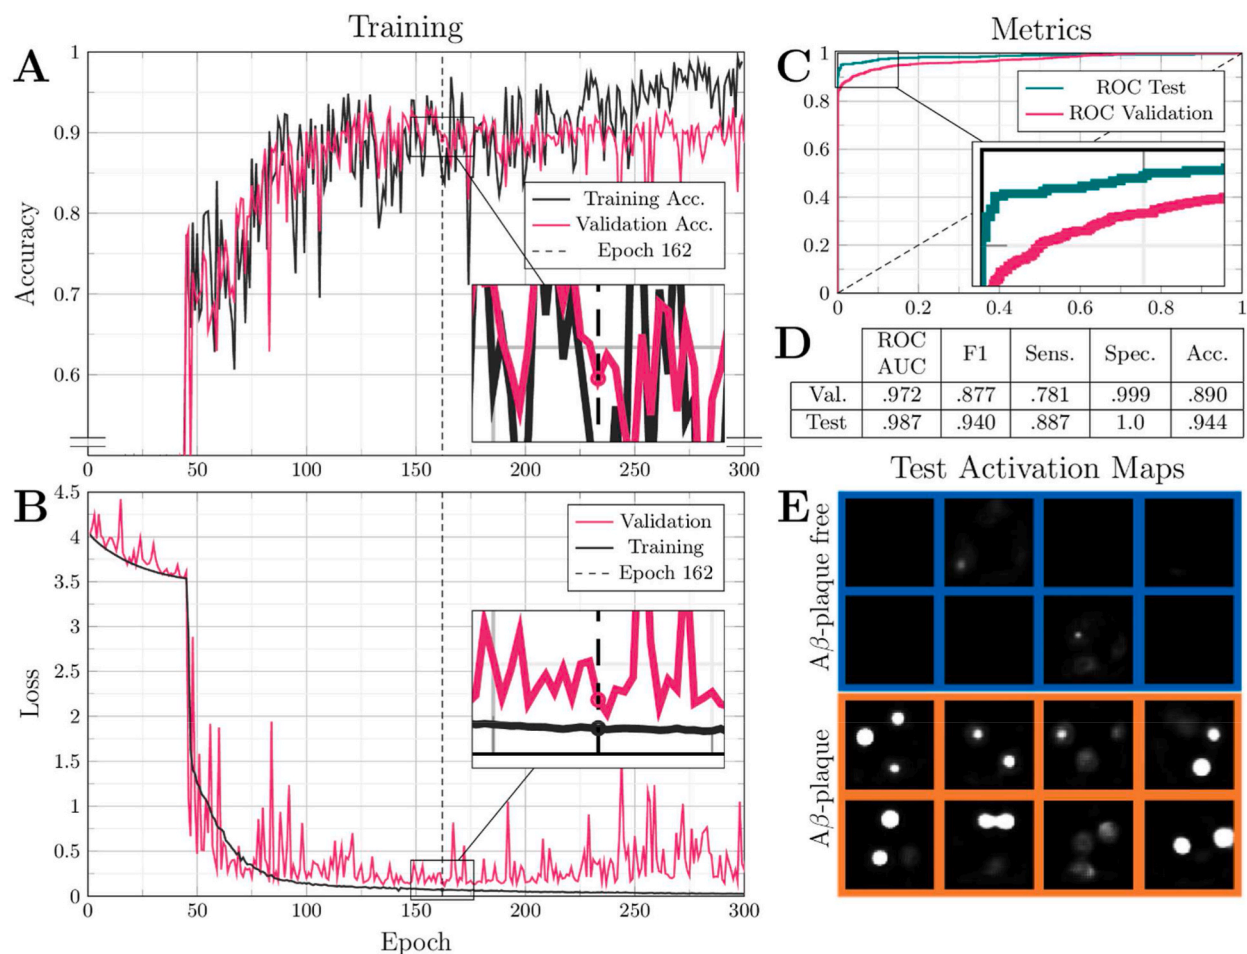 Training
A
1
0.9
0.8
0.7
0.6
Accuracy
Training Acc.
Validation Acc.
Epoch 162
0
50
100
150
200
250
300
B
4.5
4
3.5
3
2.5
2
1.5
1
0.5
0
Loss
Validation
Training
Epoch 162
0
50
100
150
200
250
300
Epoch
Metrics
C
1
0.8
0.6
0.4
0.2
0
ROC Test
ROC Validation
0
0.2
0.4
0.6
0.8
1
D
ROC AUC F1 Sens. Spec. Acc.
Val. .972 .877 .781 .999 .890
Test .987 .940 .887 1.0 .944
Test Activation Maps
E
Aβ-plaque free
Aβ-plaque